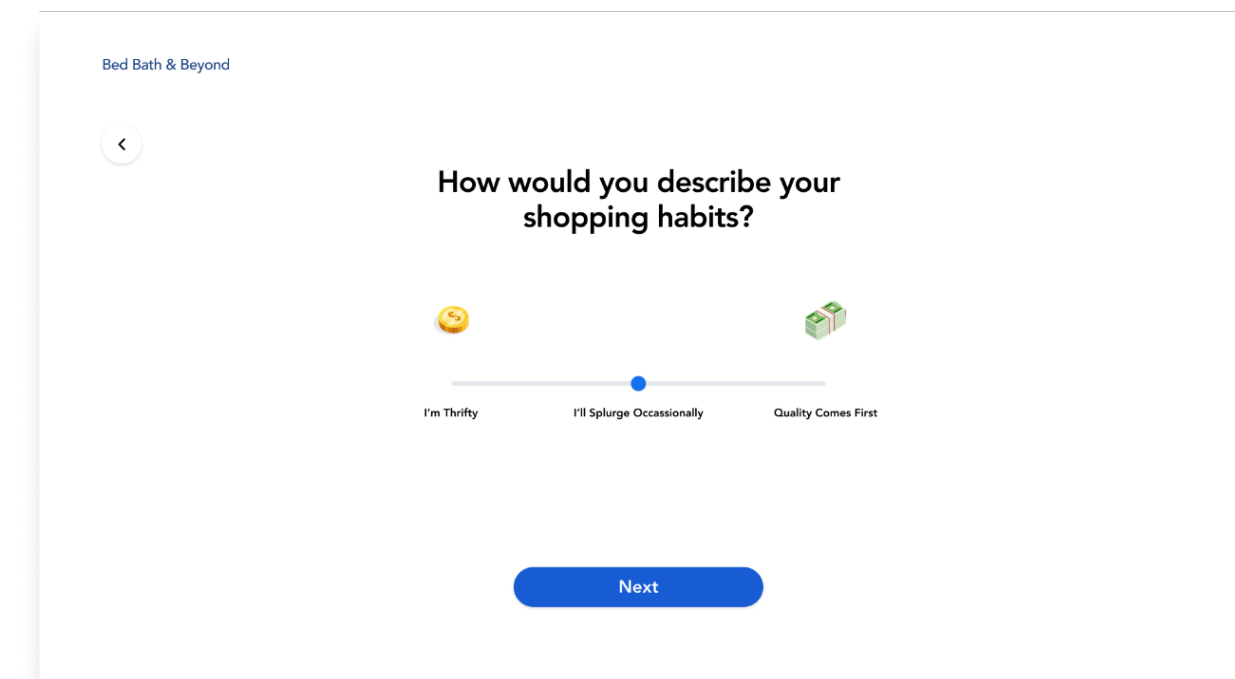 Bed Bath & Beyond
How would you describe your
shopping habits?
I'm Thrifty
I'll Splurge Occassionally
Quality Comes First
Next